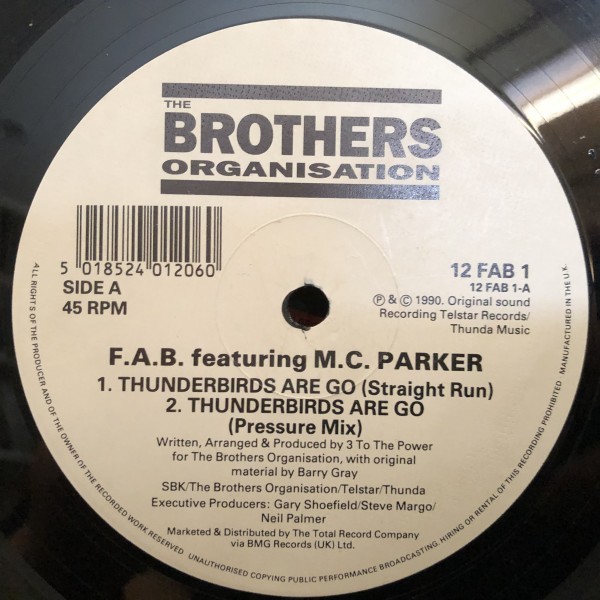 THE
BROTHERS
ORGANISATION
5 018524 012060
SIDE A
45 RPM
12 FAB 1
12 FAB 1-A
℗ & © 1990. Original sound
Recording Telstar Records/
Thunda Music
F.A.B. featuring M.C. PARKER
1. THUNDERBIRDS ARE GO (Straight Run)
2. THUNDERBIRDS ARE GO
(Pressure Mix)
Written, Arranged & Produced by 3 To The Power
for The Brothers Organisation, with original
material by Barry Gray
SBK/The Brothers Organisation/Telstar/Thunda
Executive Producers: Gary Shoefield/Steve Margo/
Neil Palmer
Marketed & Distributed by The Total Record Company
via BMG Records (UK) Ltd.
ALL RIGHTS OF THE PRODUCER AND OF THE OWNER OF THE RECORDED WORK RESERVED UNAUTHORISED COPYING PUBLIC PERFORMANCE BROADCASTING. HIRING OR RENTAL OF THIS RECORDING PROHIBITED MANUFACTURED IN THE U.K.